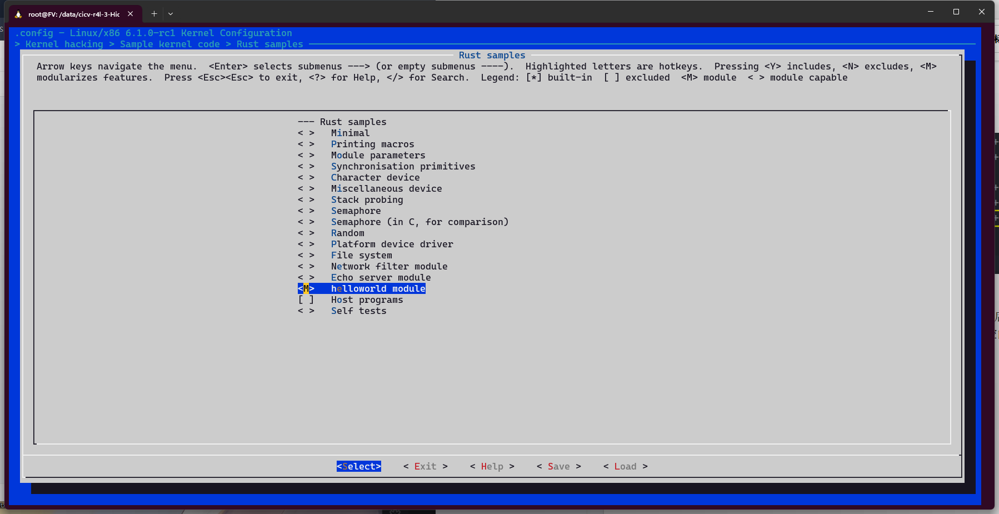 root@FV: /data/cicv-r4l-3-Hic
.config - Linux/x86 6.1.0-rc1 Kernel Configuration
> Kernel hacking > Sample kernel code > Rust samples
Rust samples
Arrow keys navigate the menu.  <Enter> selects submenus ---> (or empty submenus ----).  Highlighted letters are hotkeys.  Pressing <Y> includes, <N> excludes, <M>
modularizes features.  Press <Esc><Esc> to exit, <?> for Help, </> for Search.  Legend: [*] built-in  [ ] excluded  <M> module  < > module capable
--- Rust samples
< >   Minimal
< >   Printing macros
< >   Module parameters
< >   Synchronisation primitives
< >   Character device
< >   Miscellaneous device
< >   Stack probing
< >   Semaphore
< >   Semaphore (in C, for comparison)
< >   Random
< >   Platform device driver
< >   File system
< >   Network filter module
< >   Echo server module
<M>   helloworld module
[ ]   Host programs
< >   Self tests
<Select>    < Exit >    < Help >    < Save >    < Load >